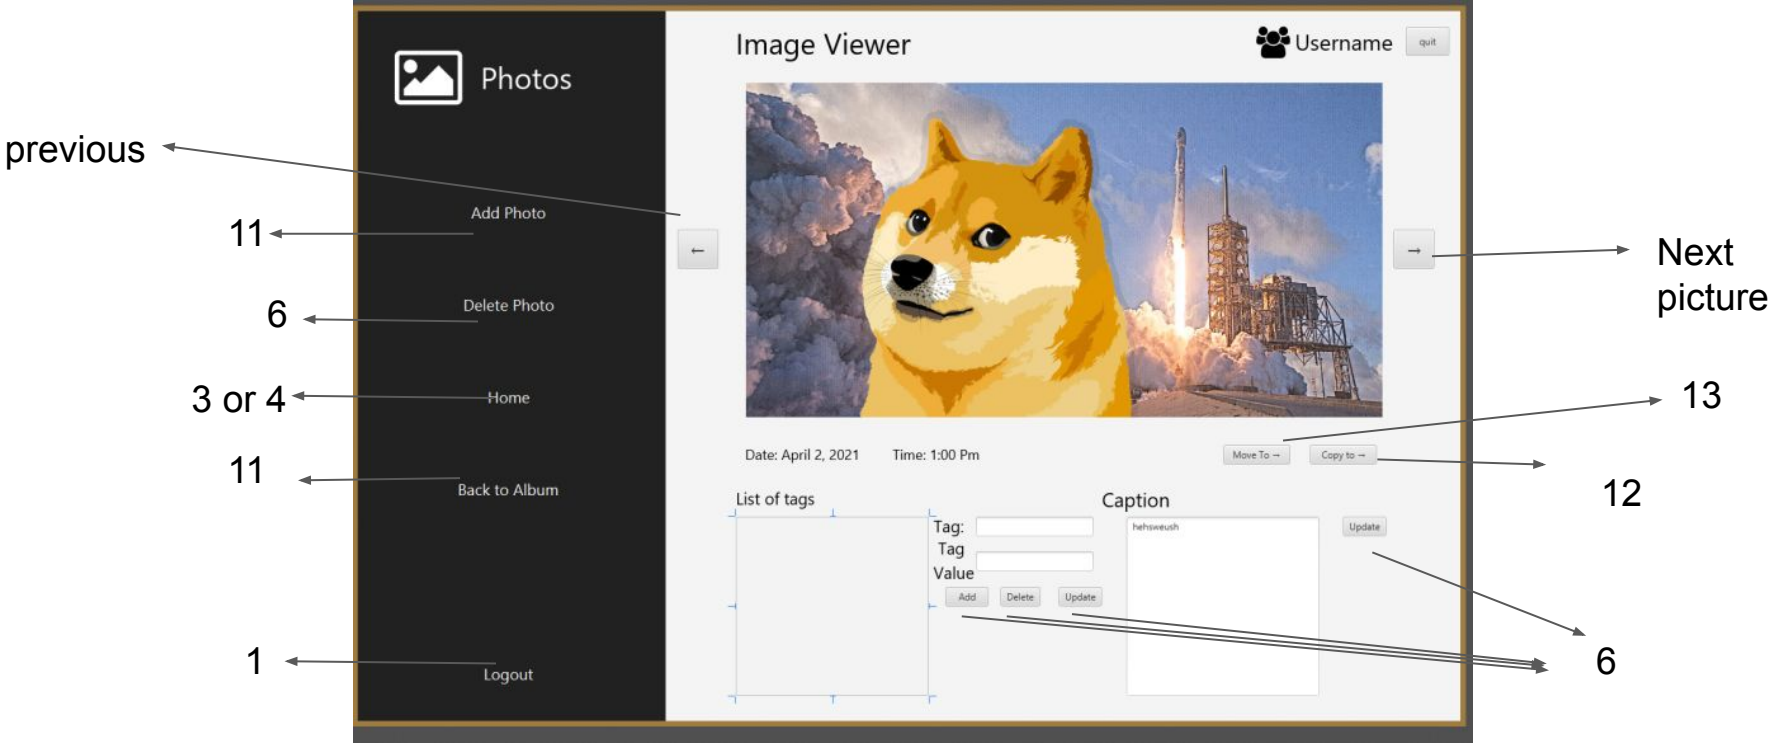 Image Viewer
Username
quit
Photos
previous
Add Photo
11
←
→
Next
picture
Delete Photo
6
3 or 4
Home
13
Date: April 2, 2021
Time: 1:00 Pm
Move To →
Copy to →
11
Back to Album
12
List of tags
Caption
Tag:
hehsweush
Update
Tag
Value
Add
Delete
Update
1
Logout
6